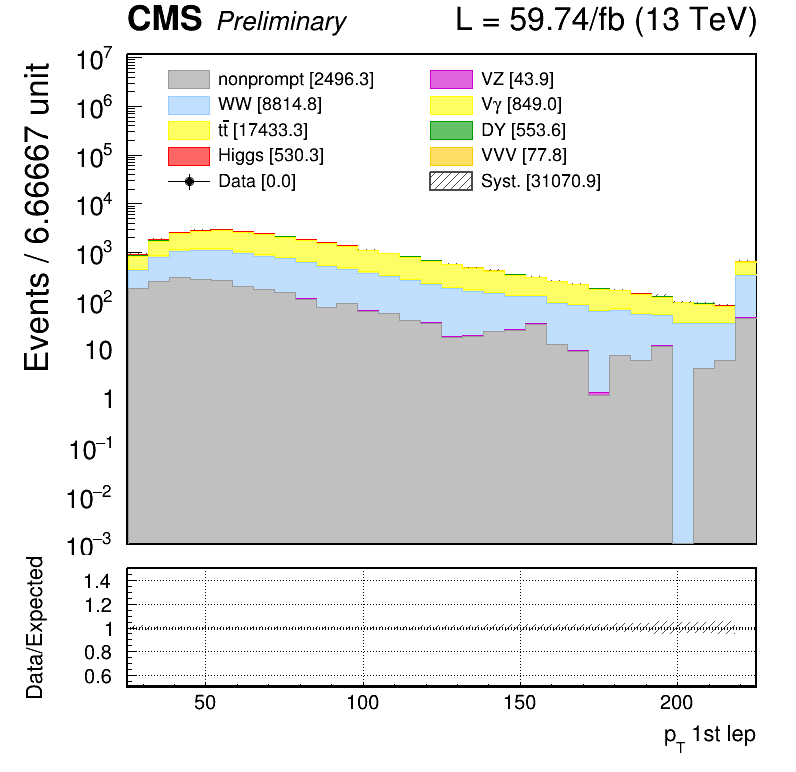 CMS Preliminary L = 59.74/fb (13 TeV)
Events / 6.66667 unit
10⁷
10⁶
10⁵
10⁴
10³
10²
10
1
10⁻¹
10⁻²
10⁻³
nonprompt [2496.3] VZ [43.9]
WW [8814.8] Vγ [849.0]
tt̄ [17433.3] DY [553.6]
Higgs [530.3] VVV [77.8]
Data [0.0] Syst. [31070.9]
Data/Expected
1.4
1.2
1
0.8
0.6
50 100 150 200
p_T 1st lep